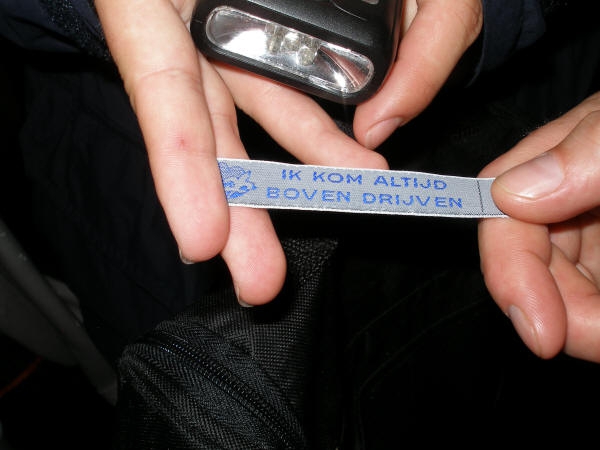 IK KOM ALTIJD
BOVEN DRIJVEN